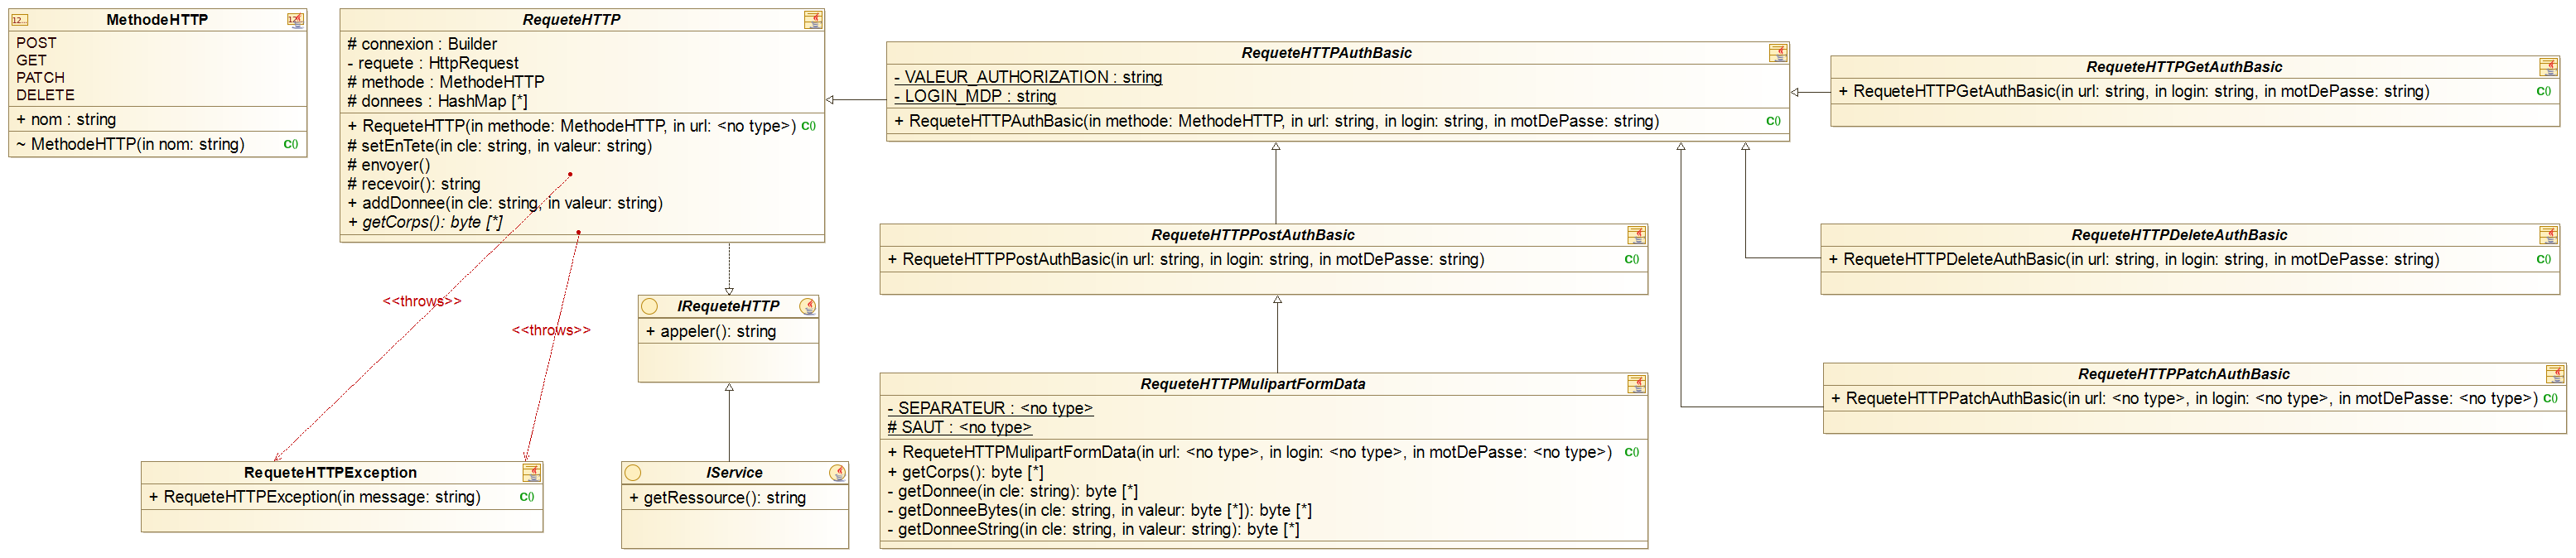 MethodeHTTP
POST
GET
PATCH
DELETE
+ nom : string
~ MethodeHTTP(in nom: string) C()
RequeteHTTP
# connexion : Builder
- requete : HttpRequest
# methode : MethodeHTTP
# donnees : HashMap [*]
+ RequeteHTTP(in methode: MethodeHTTP, in url: <no type>) C()
# setEnTete(in cle: string, in valeur: string)
# envoyer()
# recevoir(): string
+ addDonnee(in cle: string, in valeur: string)
+ getCorps(): byte [*]
<<throws>>
<<throws>>
IRequeteHTTP
+ appeler(): string
RequeteHTTPException
+ RequeteHTTPException(in message: string) C()
IService
+ getRessource(): string
RequeteHTTPAuthBasic
- VALEUR_AUTHORIZATION : string
- LOGIN_MDP : string
+ RequeteHTTPAuthBasic(in methode: MethodeHTTP, in url: string, in login: string, in motDePasse: string) C()
RequeteHTTPPostAuthBasic
+ RequeteHTTPPostAuthBasic(in url: string, in login: string, in motDePasse: string) C()
RequeteHTTPMulipartFormData
- SEPARATEUR : <no type>
# SAUT : <no type>
+ RequeteHTTPMulipartFormData(in url: <no type>, in login: <no type>, in motDePasse: <no type>) C()
+ getCorps(): byte [*]
- getDonnee(in cle: string): byte [*]
- getDonneeBytes(in cle: string, in valeur: byte [*]): byte [*]
- getDonneeString(in cle: string, in valeur: string): byte [*]
RequeteHTTPGetAuthBasic
+ RequeteHTTPGetAuthBasic(in url: string, in login: string, in motDePasse: string) C()
RequeteHTTPDeleteAuthBasic
+ RequeteHTTPDeleteAuthBasic(in url: string, in login: string, in motDePasse: string) C()
RequeteHTTPPatchAuthBasic
+ RequeteHTTPPatchAuthBasic(in url: <no type>, in login: <no type>, in motDePasse: <no type>) C()